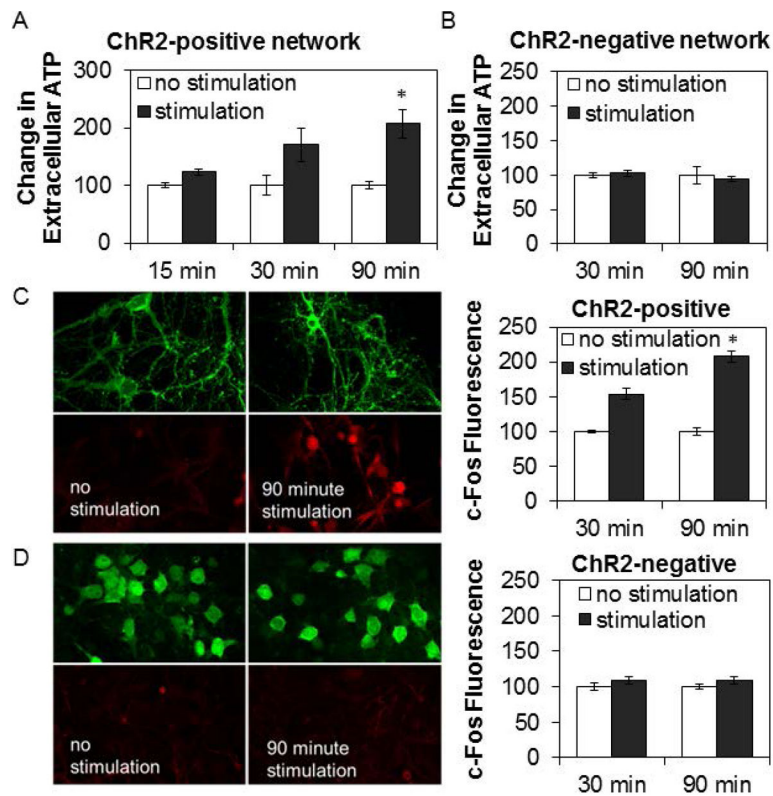 A
ChR2-positive network
Change in
Extracellular ATP
300
200
100
0
no stimulation
stimulation
*
15 min
30 min
90 min
B
ChR2-negative network
Change in
Extracellular ATP
250
200
150
100
50
0
no stimulation
stimulation
30 min
90 min
C
no
stimulation
90 minute
stimulation
ChR2-positive
c-Fos Fluorescence
250
200
150
100
50
0
no stimulation
stimulation
*
30 min
90 min
D
no
stimulation
90 minute
stimulation
ChR2-negative
c-Fos Fluorescence
250
200
150
100
50
0
no stimulation
stimulation
30 min
90 min